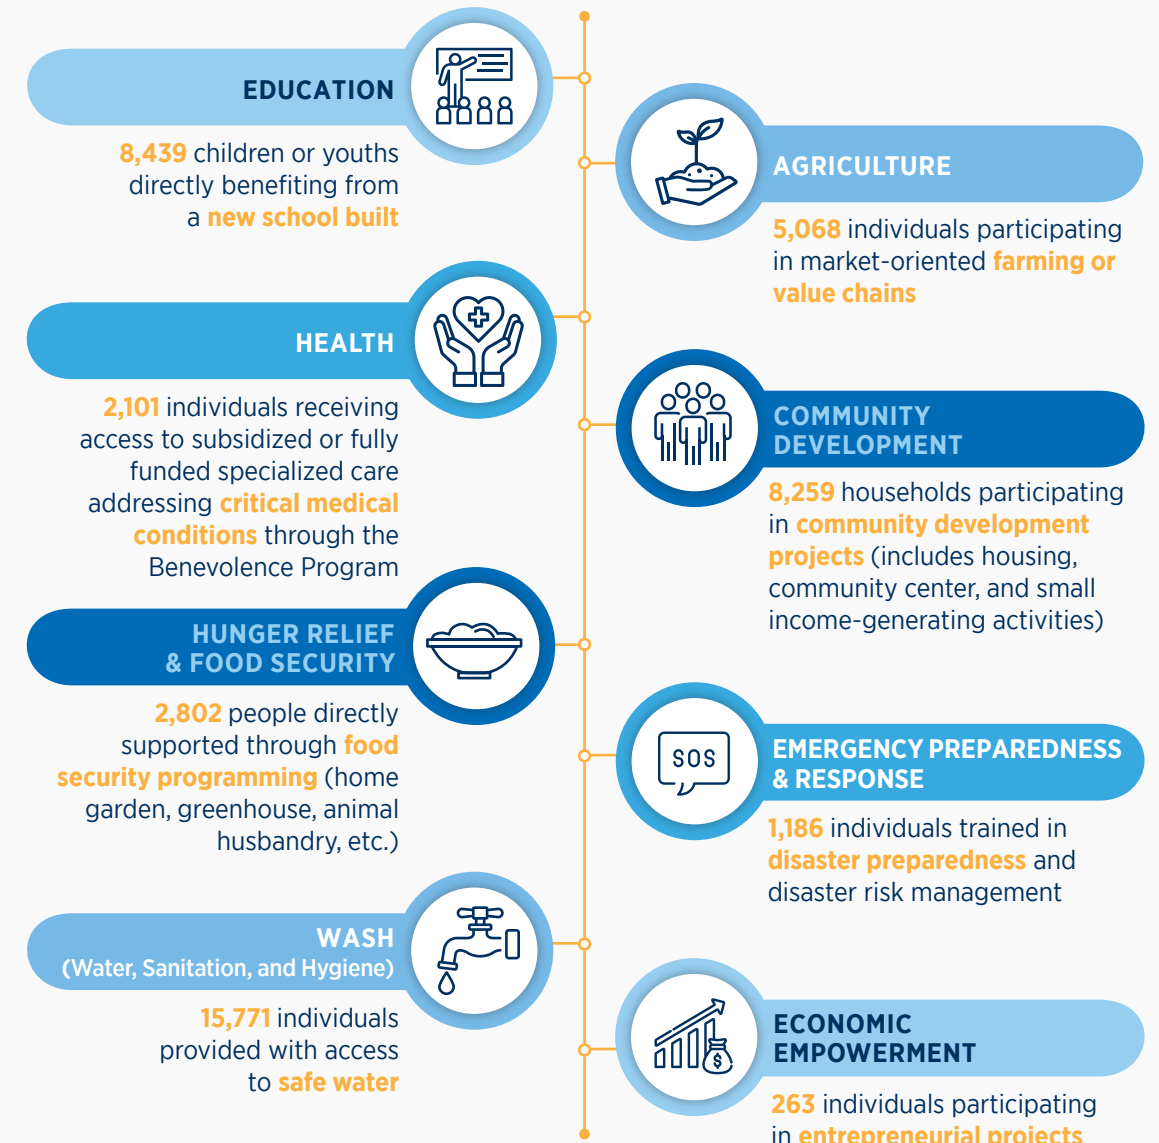 EDUCATION
8,439 children or youths
directly benefiting from
a new school built
AGRICULTURE
5,068 individuals participating
in market-oriented farming or
value chains
HEALTH
2,101 individuals receiving
access to subsidized or fully
funded specialized care
addressing critical medical
conditions through the
Benevolence Program
COMMUNITY
DEVELOPMENT
8,259 households participating
in community development
projects (includes housing,
community center, and small
income-generating activities)
HUNGER RELIEF
& FOOD SECURITY
2,802 people directly
supported through food
security programming (home
garden, greenhouse, animal
husbandry, etc.)
SOS
EMERGENCY PREPAREDNESS
& RESPONSE
1,186 individuals trained in
disaster preparedness and
disaster risk management
WASH
(Water, Sanitation, and Hygiene)
15,771 individuals
provided with access
to safe water
$
ECONOMIC
EMPOWERMENT
263 individuals participating
in entrepreneurial projects